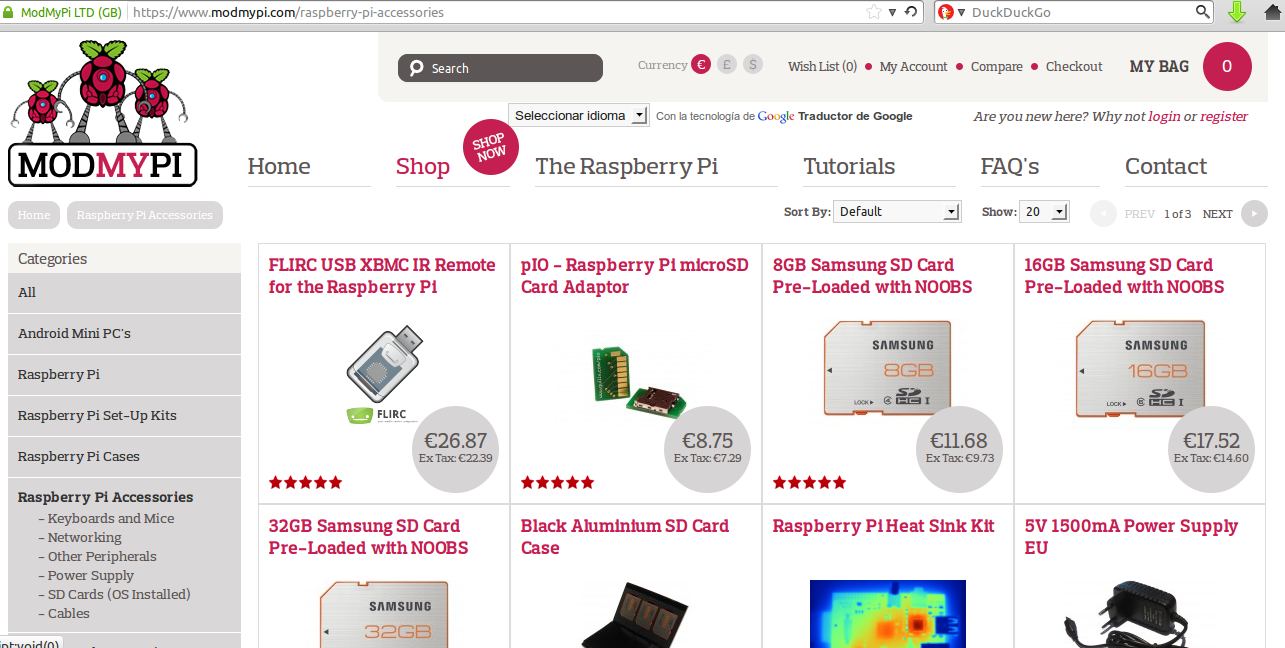 ModMyPi LTD (GB) https://www.modmypi.com/raspberry-pi-accessories DuckDuckGo
Search
Currency € £ $
Wish List (0) My Account Compare Checkout
MY BAG 0
Seleccionar idioma Con la tecnología de Google Traductor de Google
Are you new here? Why not login or register
MODMYPI
Home Shop SHOP NOW The Raspberry Pi Tutorials FAQ's Contact
Home Raspberry Pi Accessories
Sort By: Default Show: 20 PREV 1 of 3 NEXT
Categories
All
Android Mini PC's
Raspberry Pi
Raspberry Pi Set-Up Kits
Raspberry Pi Cases
Raspberry Pi Accessories
- Keyboards and Mice
- Networking
- Other Peripherals
- Power Supply
- SD Cards (OS Installed)
- Cables
FLIRC USB XBMC IR Remote
for the Raspberry Pi
FLIRC
€26.87
Ex Tax: €22.39
pIO - Raspberry Pi microSD
Card Adaptor
€8.75
Ex Tax: €7.29
8GB Samsung SD Card
Pre-Loaded with NOOBS
SAMSUNG
8GB
LOCK
€11.68
Ex Tax: €9.73
16GB Samsung SD Card
Pre-Loaded with NOOBS
SAMSUNG
16GB
LOCK
€17.52
Ex Tax: €14.60
32GB Samsung SD Card
Pre-Loaded with NOOBS
SAMSUNG
32GB
Black Aluminium SD Card
Case
Raspberry Pi Heat Sink Kit
5V 1500mA Power Supply
EU